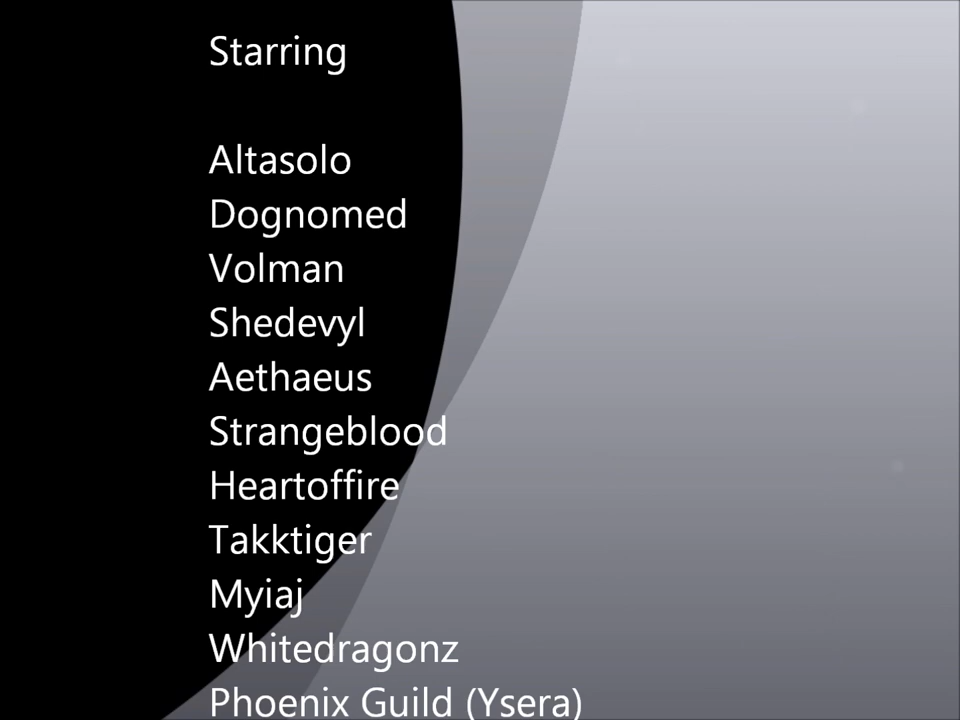 Starring
Altasolo
Dognomed
Volman
Shedevyl
Aethaeus
Strangeblood
Heartoffire
Takktiger
Myiaj
Whitedragonz
Phoenix Guild (Ysera)